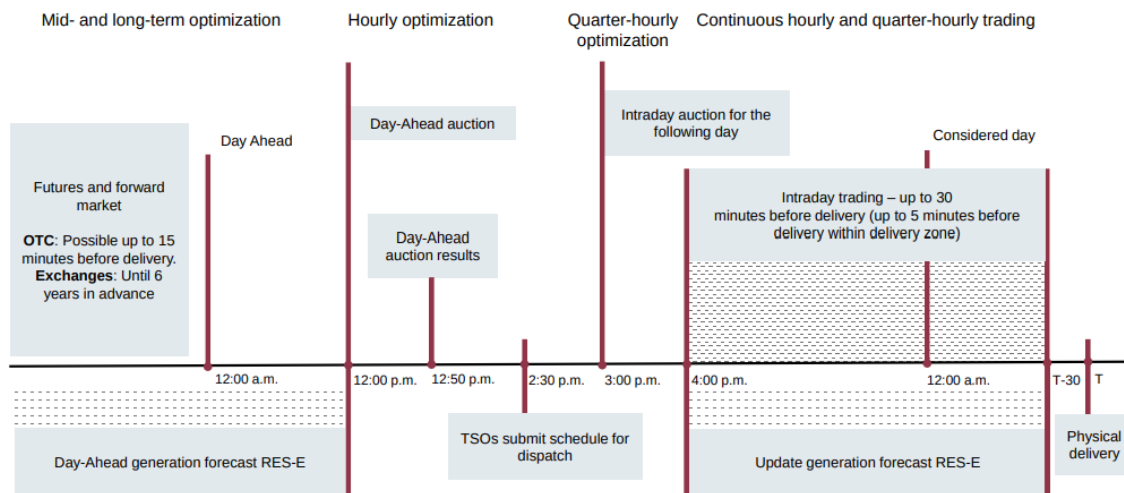 Mid- and long-term optimization
Hourly optimization
Quarter-hourly
optimization
Continuous hourly and quarter-hourly trading
Futures and forward
market
OTC: Possible up to 15
minutes before delivery.
Exchanges: Until 6
years in advance
Day Ahead
Day-Ahead auction
Day-Ahead
auction results
Intraday auction for the
following day
Considered day
Intraday trading – up to 30
minutes before delivery (up to 5 minutes before
delivery within delivery zone)
12:00 a.m.
12:00 p.m.
12:50 p.m.
2:30 p.m.
3:00 p.m.
4:00 p.m.
12:00 a.m.
T-30
T
Day-Ahead generation forecast RES-E
TSOs submit schedule for
dispatch
Update generation forecast RES-E
Physical
delivery